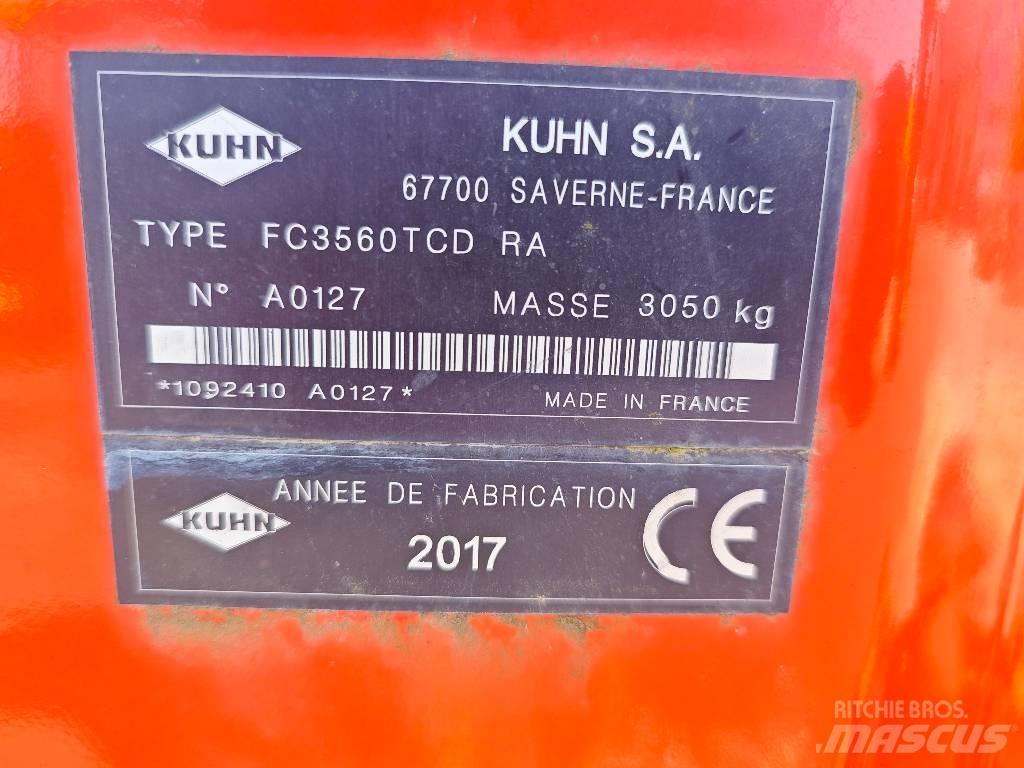 KUHN
KUHN S.A.
67700 SAVERNE-FRANCE
TYPE FC3560TCD RA
N° A0127 MASSE 3050 kg
*1092410 A0127*
MADE IN FRANCE
KUHN
ANNEE DE FABRICATION
2017
CE
RITCHIE BROS.
MASCUS